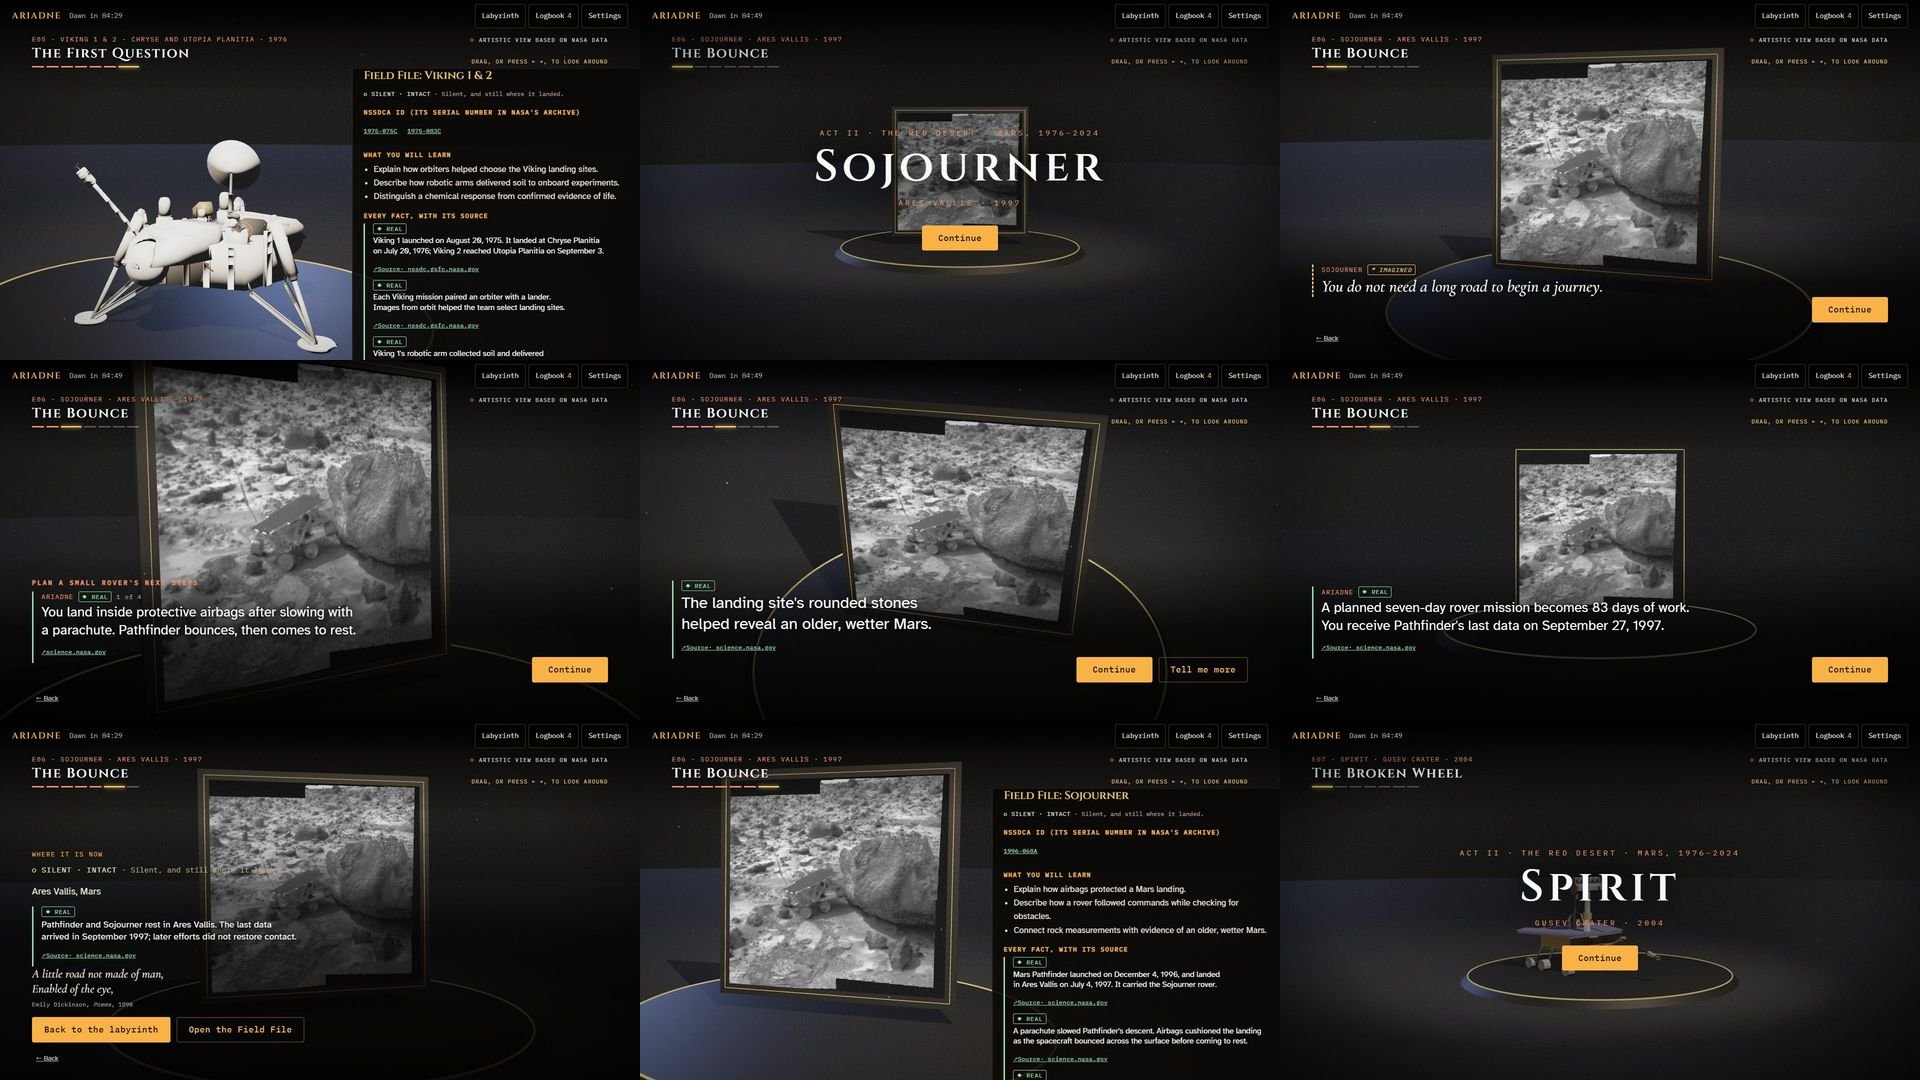 ARIADNE Dawn in 04:29
Labyrinth Logbook 4 Settings
E05 · VIKING 1 & 2 · CHRYSE AND UTOPIA PLANITIA · 1976
THE FIRST QUESTION
ARTISTIC VIEW BASED ON NASA DATA
DRAG, OR PRESS ← →, TO LOOK AROUND
FIELD FILE: VIKING 1 & 2
o SILENT · INTACT · Silent, and still where it landed.
NSSDCA ID (ITS SERIAL NUMBER IN NASA'S ARCHIVE)
1975-075C 1975-083C
WHAT YOU WILL LEARN
• Explain how orbiters helped choose the Viking landing sites.
• Describe how robotic arms delivered soil to onboard experiments.
• Distinguish a chemical response from confirmed evidence of life.
EVERY FACT, WITH ITS SOURCE
◆ REAL
Viking 1 launched on August 20, 1975. It landed at Chryse Planitia
on July 20, 1976; Viking 2 reached Utopia Planitia on September 3.
↗Source· nssdc.gsfc.nasa.gov
◆ REAL
Each Viking mission paired an orbiter with a lander.
Images from orbit helped the team select landing sites.
↗Source· nssdc.gsfc.nasa.gov
◆ REAL
Viking 1's robotic arm collected soil and delivered
ARIADNE Dawn in 04:49
Labyrinth Logbook 4 Settings
E06 · SOJOURNER · ARES VALLIS · 1997
THE BOUNCE
ARTISTIC VIEW BASED ON NASA DATA
DRAG, OR PRESS ← →, TO LOOK AROUND
ACT II · THE RED DESERT · MARS, 1976–2024
SOJOURNER
ARES VALLIS · 1997
Continue
ARIADNE Dawn in 04:49
Labyrinth Logbook 4 Settings
E06 · SOJOURNER · ARES VALLIS · 1997
THE BOUNCE
ARTISTIC VIEW BASED ON NASA DATA
DRAG, OR PRESS ← →, TO LOOK AROUND
SOJOURNER IMAGINED
You do not need a long road to begin a journey.
Continue
← Back
ARIADNE Dawn in 04:49
Labyrinth Logbook 4 Settings
E06 · SOJOURNER · ARES VALLIS · 1997
THE BOUNCE
ARTISTIC VIEW BASED ON NASA DATA
PLAN A SMALL ROVER'S NEXT STEPS
ARIADNE ◆ REAL 1 of 4
You land inside protective airbags after slowing with
a parachute. Pathfinder bounces, then comes to rest.
↗science.nasa.gov
Continue
← Back
ARIADNE Dawn in 04:49
Labyrinth Logbook 4 Settings
E06 · SOJOURNER · ARES VALLIS · 1997
THE BOUNCE
ARTISTIC VIEW BASED ON NASA DATA
DRAG, OR PRESS ← →, TO LOOK AROUND
◆ REAL
The landing site's rounded stones
helped reveal an older, wetter Mars.
↗Source· science.nasa.gov
Continue Tell me more
← Back
ARIADNE Dawn in 04:49
Labyrinth Logbook 4 Settings
E06 · SOJOURNER · ARES VALLIS · 1997
THE BOUNCE
ARTISTIC VIEW BASED ON NASA DATA
DRAG, OR PRESS ← →, TO LOOK AROUND
ARIADNE ◆ REAL
A planned seven-day rover mission becomes 83 days of work.
You receive Pathfinder's last data on September 27, 1997.
↗Source· science.nasa.gov
Continue
← Back
ARIADNE Dawn in 04:29
Labyrinth Logbook 4 Settings
E06 · SOJOURNER · ARES VALLIS · 1997
THE BOUNCE
ARTISTIC VIEW BASED ON NASA DATA
DRAG, OR PRESS ← →, TO LOOK AROUND
WHERE IT IS NOW
o SILENT · INTACT · Silent, and still where it landed.
Ares Vallis, Mars
◆ REAL
Pathfinder and Sojourner rest in Ares Vallis. The last data
arrived in September 1997; later efforts did not restore contact.
↗Source· science.nasa.gov
A little road not made of man,
Enabled of the eye,
Emily Dickinson, Poems, 1890
Back to the labyrinth Open the Field File
← Back
ARIADNE Dawn in 04:29
Labyrinth Logbook 4 Settings
E06 · SOJOURNER · ARES VALLIS · 1997
THE BOUNCE
ARTISTIC VIEW BASED ON NASA DATA
DRAG, OR PRESS ← →, TO LOOK AROUND
FIELD FILE: SOJOURNER
o SILENT · INTACT · Silent, and still where it landed.
NSSDCA ID (ITS SERIAL NUMBER IN NASA'S ARCHIVE)
1996-068A
WHAT YOU WILL LEARN
• Explain how airbags protected a Mars landing.
• Describe how a rover followed commands while checking for
obstacles.
• Connect rock measurements with evidence of an older, wetter Mars.
EVERY FACT, WITH ITS SOURCE
◆ REAL
Mars Pathfinder launched on December 4, 1996, and landed
in Ares Vallis on July 4, 1997. It carried the Sojourner rover.
↗Source· science.nasa.gov
◆ REAL
A parachute slowed Pathfinder's descent. Airbags cushioned the landing
as the spacecraft bounced across the surface before coming to rest.
↗Source· science.nasa.gov
◆ REAL
ARIADNE Dawn in 04:49
Labyrinth Logbook 4 Settings
E07 · SPIRIT · GUSEV CRATER · 2004
THE BROKEN WHEEL
ARTISTIC VIEW BASED ON NASA DATA
DRAG, OR PRESS ← →, TO LOOK AROUND
ACT II · THE RED DESERT · MARS, 1976–2024
SPIRIT
GUSEV CRATER · 2004
Continue